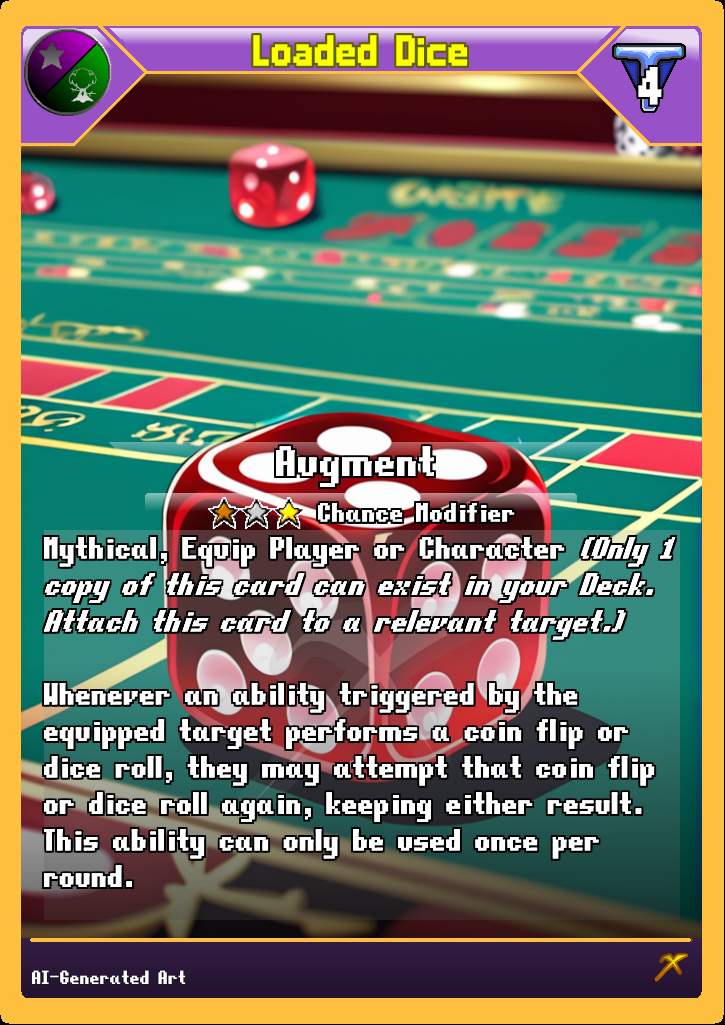 Loaded Dice
4
Augment
Chance Modifier
Mythical, Equip Player or Character (Only 1
copy of this card can exist in your Deck.
Attach this card to a relevant target.)
Whenever an ability triggered by the
equipped target performs a coin flip or
dice roll, they may attempt that coin flip
or dice roll again, keeping either result.
This ability can only be used once per
round.
AI-Generated Art